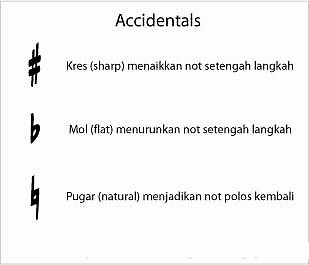 Accidentals
♯ Kres (sharp) menaikkan not setengah langkah
♭ Mol (flat) menurunkan not setengah langkah
♮ Pugar (natural) menjadikan not polos kembali